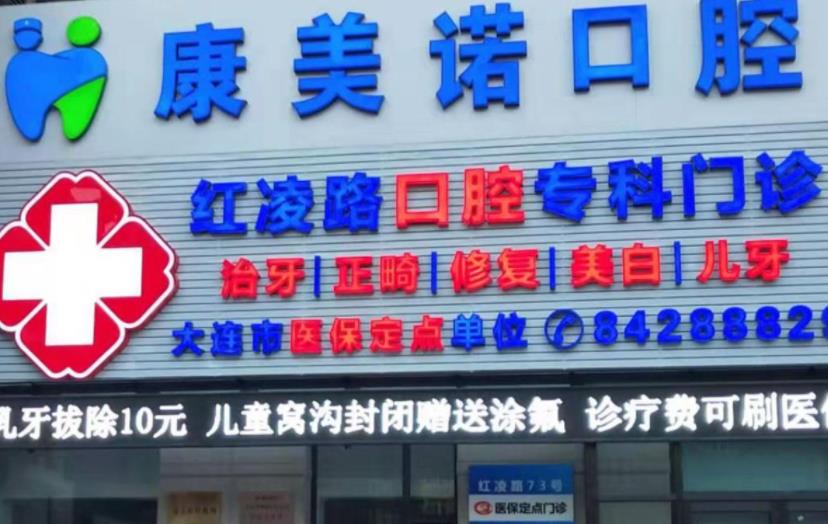 康美诺口腔
红凌路口腔专科门诊
治牙|正畸|修复|美白|儿牙
大连市医保定点单位 8428882
乳牙拔除10元 儿童窝沟封闭赠送涂氟 诊疗费可刷医保
红凌路73号
医保定点门诊